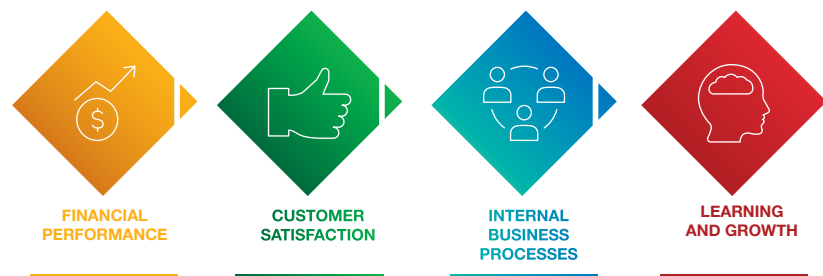 $
FINANCIAL
PERFORMANCE
CUSTOMER
SATISFACTION
INTERNAL
BUSINESS
PROCESSES
LEARNING
AND GROWTH